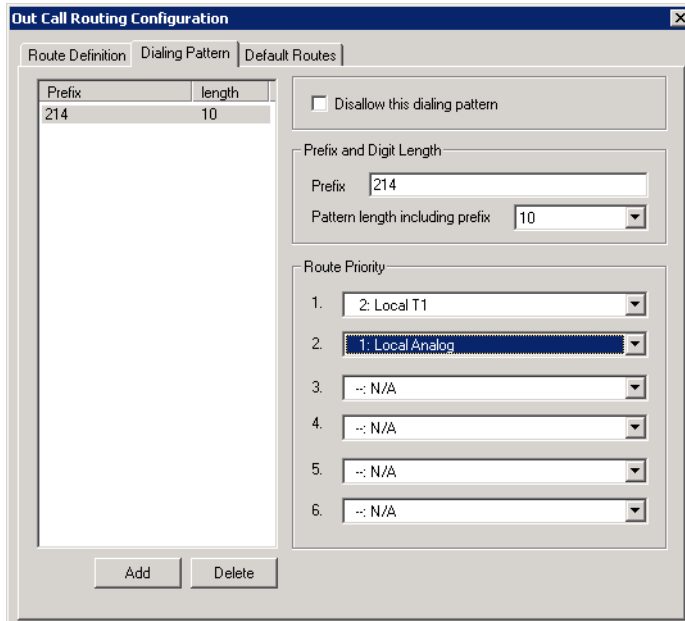 Out Call Routing Configuration
Route Definition Dialing Pattern Default Routes
Prefix length
214 10
Disallow this dialing pattern
Prefix and Digit Length
Prefix 214
Pattern length including prefix 10
Route Priority
1. 2: Local T1
2. 1: Local Analog
3. --: N/A
4. --: N/A
5. --: N/A
6. --: N/A
Add Delete